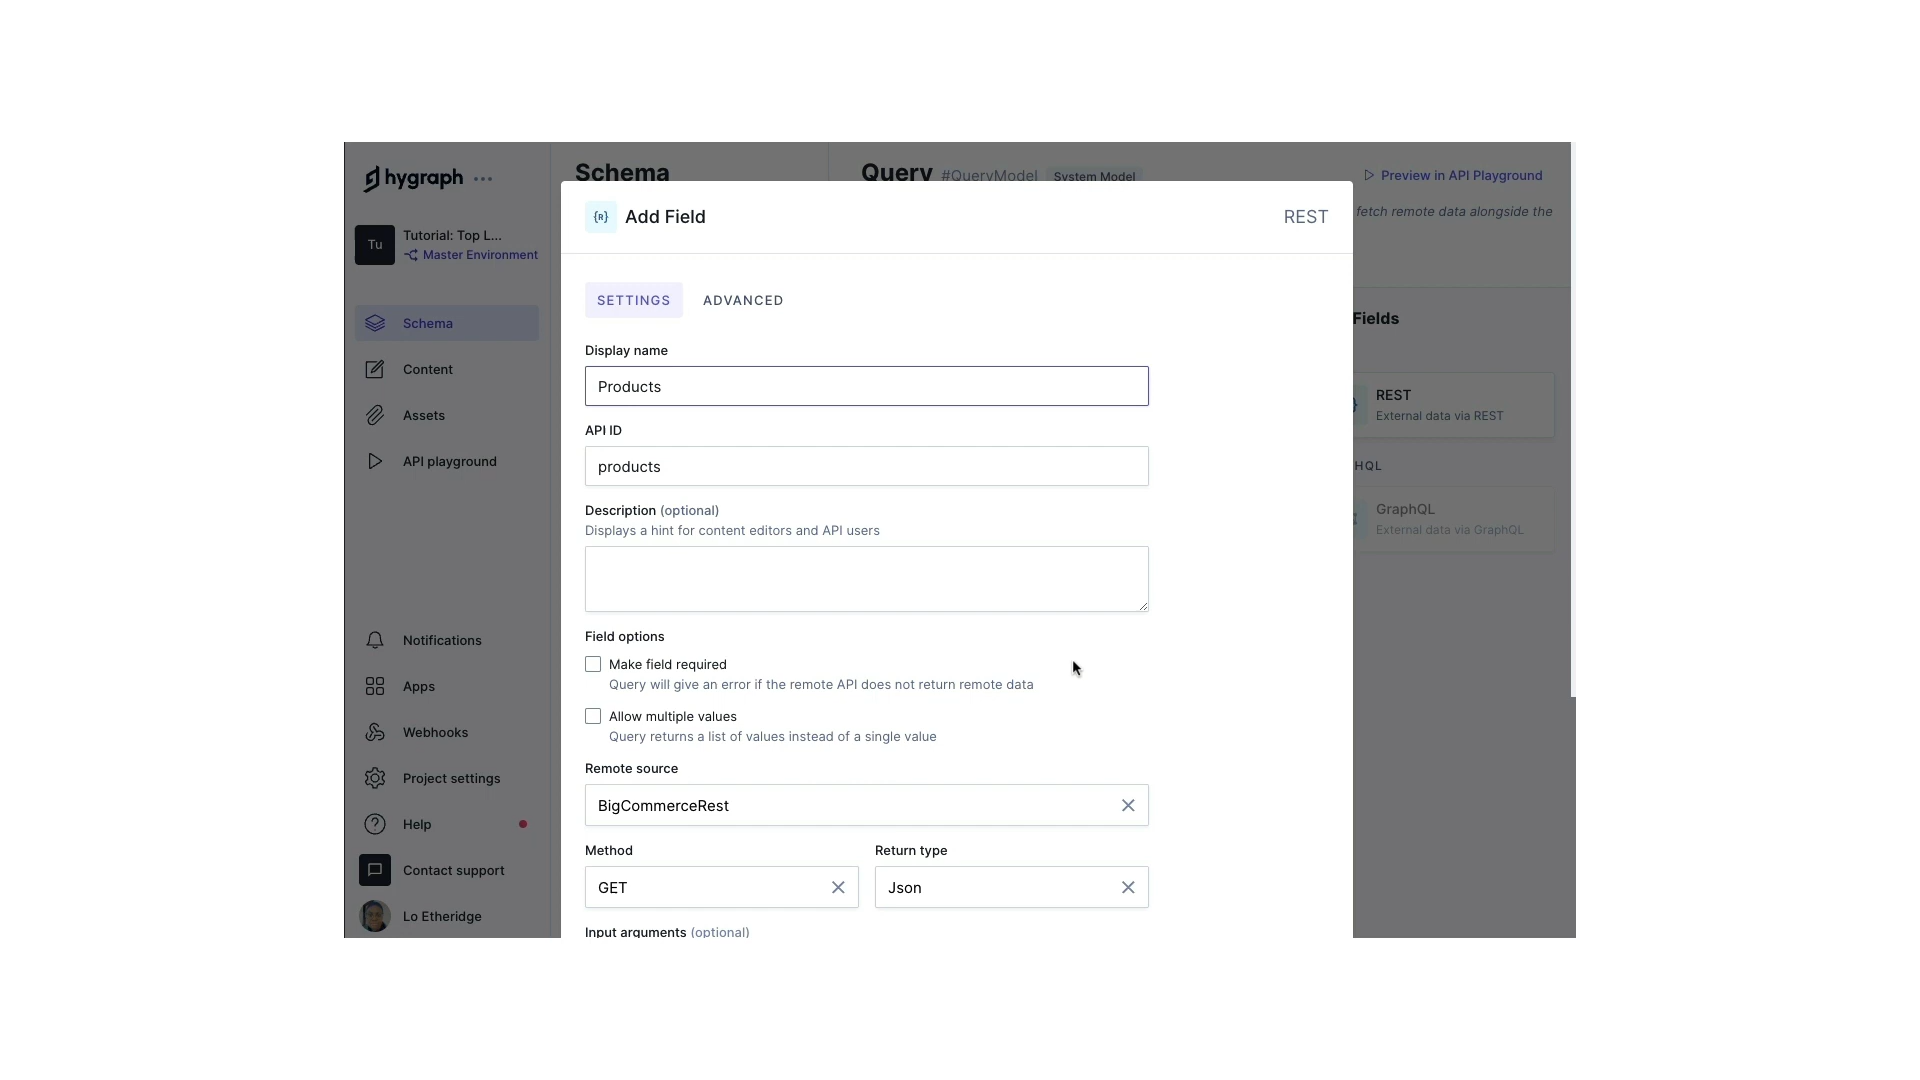 hygraph
Tu
Tutorial: Top L...
Master Environment
Schema
Content
Assets
API playground
Notifications
Apps
Webhooks
Project settings
Help
Contact support
Lo Etheridge
Schema
Query #QueryModel System Model
Preview in API Playground
fetch remote data alongside the
{R} Add Field
REST
SETTINGS ADVANCED
Display name
Products
API ID
products
Description (optional)
Displays a hint for content editors and API users
Field options
Make field required
Query will give an error if the remote API does not return remote data
Allow multiple values
Query returns a list of values instead of a single value
Remote source
BigCommerceRest
Method
GET
Return type
Json
Input arguments (optional)
Fields
REST
External data via REST
HQL
GraphQL
External data via GraphQL